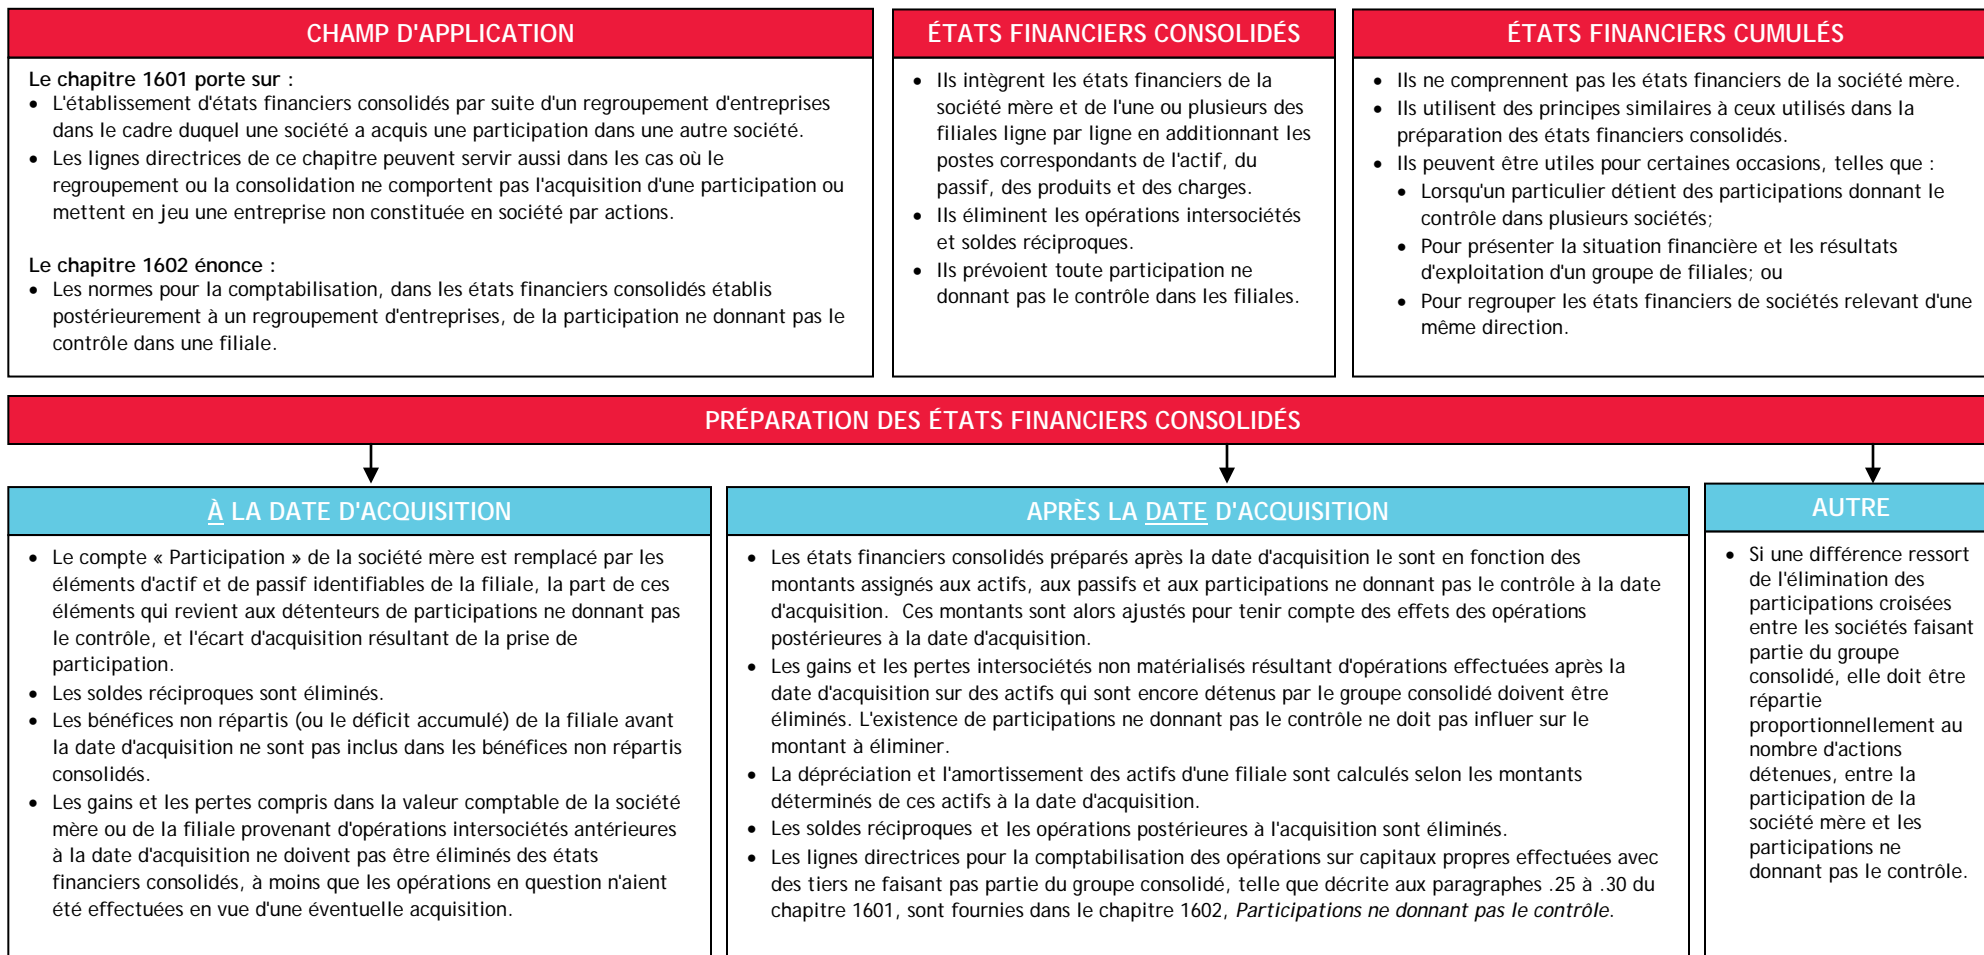 CHAMP D'APPLICATION
Le chapitre 1601 porte sur :
• L'établissement d'états financiers consolidés par suite d'un regroupement d'entreprises
dans le cadre duquel une société a acquis une participation dans une autre société.
• Les lignes directrices de ce chapitre peuvent servir aussi dans les cas où le
regroupement ou la consolidation ne comportent pas l'acquisition d'une participation ou
mettent en jeu une entreprise non constituée en société par actions.
Le chapitre 1602 énonce :
• Les normes pour la comptabilisation, dans les états financiers consolidés établis
postérieurement à un regroupement d'entreprises, de la participation ne donnant pas le
contrôle dans une filiale.
ÉTATS FINANCIERS CONSOLIDÉS
• Ils intègrent les états financiers de la
société mère et de l'une ou plusieurs des
filiales ligne par ligne en additionnant les
postes correspondants de l'actif, du
passif, des produits et des charges.
• Ils éliminent les opérations intersociétés
et soldes réciproques.
• Ils prévoient toute participation ne
donnant pas le contrôle dans les filiales.
ÉTATS FINANCIERS CUMULÉS
• Ils ne comprennent pas les états financiers de la société mère.
• Ils utilisent des principes similaires à ceux utilisés dans la
préparation des états financiers consolidés.
• Ils peuvent être utiles pour certaines occasions, telles que :
• Lorsqu'un particulier détient des participations donnant le
contrôle dans plusieurs sociétés;
• Pour présenter la situation financière et les résultats
d'exploitation d'un groupe de filiales; ou
• Pour regrouper les états financiers de sociétés relevant d'une
même direction.
PRÉPARATION DES ÉTATS FINANCIERS CONSOLIDÉS
À LA DATE D'ACQUISITION
• Le compte « Participation » de la société mère est remplacé par les
éléments d'actif et de passif identifiables de la filiale, la part de ces
éléments qui revient aux détenteurs de participations ne donnant pas
le contrôle, et l'écart d'acquisition résultant de la prise de
participation.
• Les soldes réciproques sont éliminés.
• Les bénéfices non répartis (ou le déficit accumulé) de la filiale avant
la date d'acquisition ne sont pas inclus dans les bénéfices non répartis
consolidés.
• Les gains et les pertes compris dans la valeur comptable de la société
mère ou de la filiale provenant d'opérations intersociétés antérieures
à la date d'acquisition ne doivent pas être éliminés des états
financiers consolidés, à moins que les opérations en question n'aient
été effectuées en vue d'une éventuelle acquisition.
APRÈS LA DATE D'ACQUISITION
• Les états financiers consolidés préparés après la date d'acquisition le sont en fonction des
montants assignés aux actifs, aux passifs et aux participations ne donnant pas le contrôle à la date
d'acquisition. Ces montants sont alors ajustés pour tenir compte des effets des opérations
postérieures à la date d'acquisition.
• Les gains et les pertes intersociétés non matérialisés résultant d'opérations effectuées après la
date d'acquisition sur des actifs qui sont encore détenus par le groupe consolidé doivent être
éliminés. L'existence de participations ne donnant pas le contrôle ne doit pas influer sur le
montant à éliminer.
• La dépréciation et l'amortissement des actifs d'une filiale sont calculés selon les montants
déterminés de ces actifs à la date d'acquisition.
• Les soldes réciproques et les opérations postérieures à l'acquisition sont éliminés.
• Les lignes directrices pour la comptabilisation des opérations sur capitaux propres effectuées avec
des tiers ne faisant pas partie du groupe consolidé, telle que décrite aux paragraphes .25 à .30 du
chapitre 1601, sont fournies dans le chapitre 1602, Participations ne donnant pas le contrôle.
AUTRE
• Si une différence ressort
de l'élimination des
participations croisées
entre les sociétés faisant
partie du groupe
consolidé, elle doit être
répartie
proportionnellement au
nombre d'actions
détenues, entre la
participation de la
société mère et les
participations ne
donnant pas le contrôle.